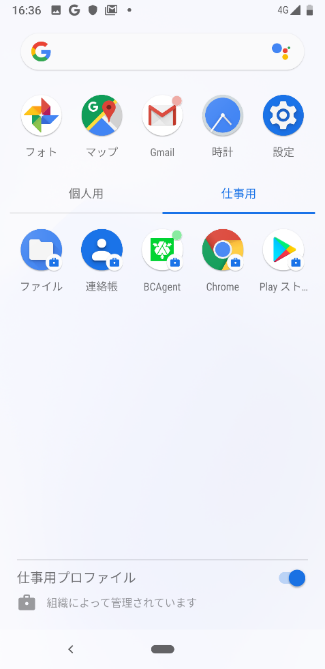 16:36
4G
フォト
マップ
Gmail
時計
設定
個人用
仕事用
ファイル
連絡帳
BCAgent
Chrome
Play スト...
仕事用プロファイル
組織によって管理されています